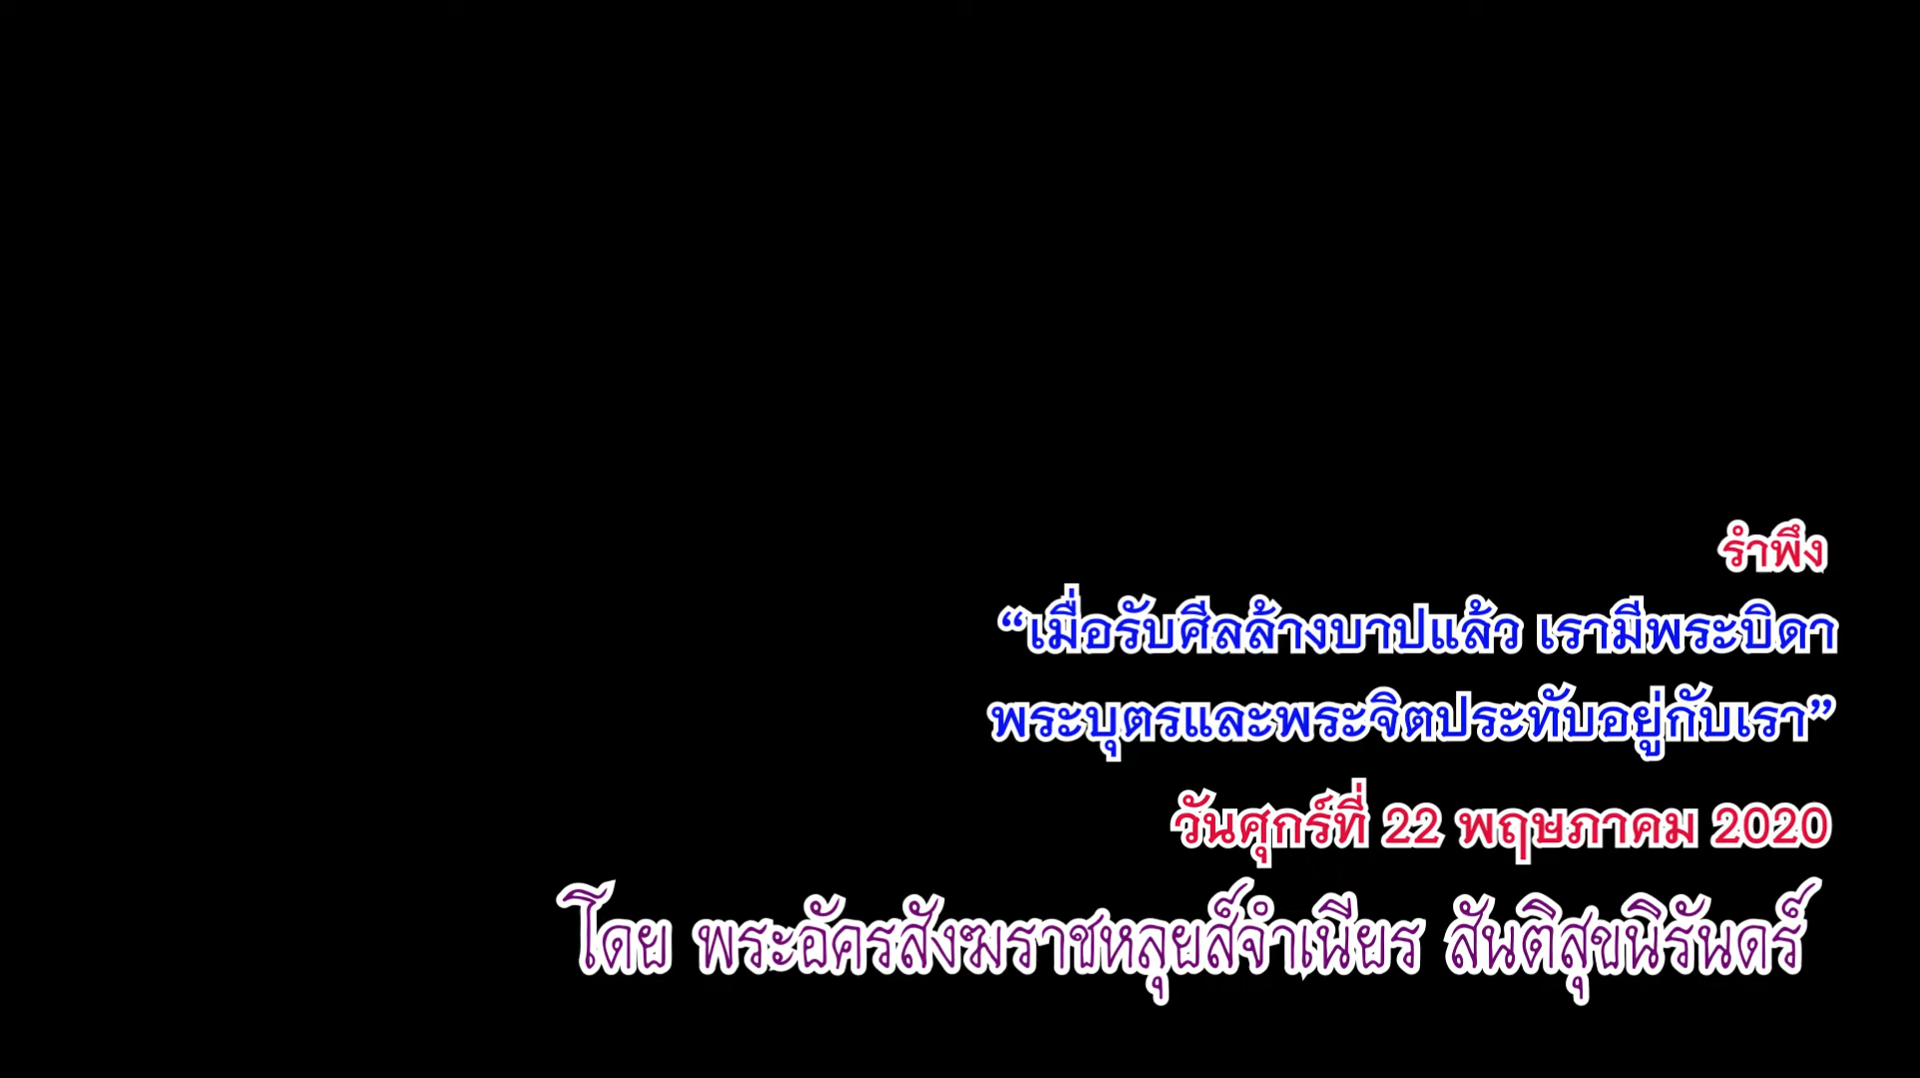 รำพึง
“เมื่อรับศีลล้างบาปแล้ว เรามีพระบิดา
พระบุตรและพระจิตประทับอยู่กับเรา”
วันศุกร์ที่ 22 พฤษภาคม 2020
โดย พระอัครสังฆราชหลุยส์จำเนียร สันติสุขนิรันดร์